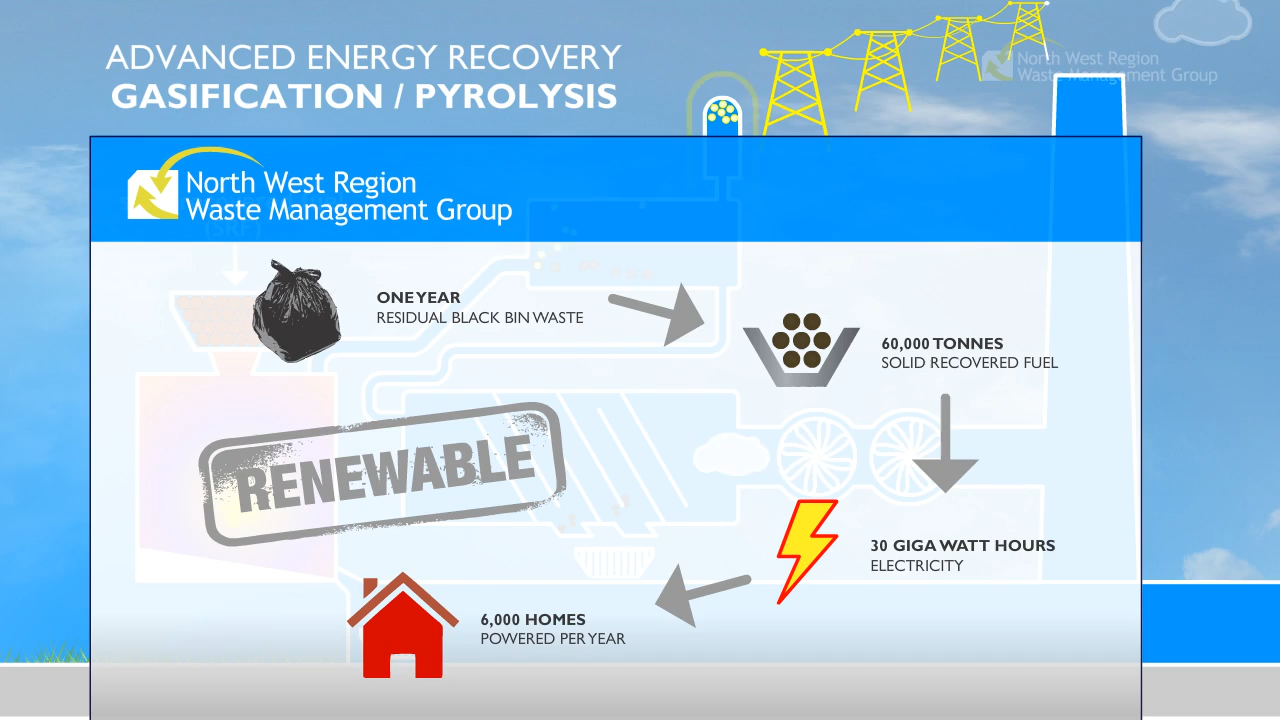 ADVANCED ENERGY RECOVERY
GASIFICATION / PYROLYSIS
North West Region
Waste Management Group
North West Region
Waste Management Group
(SRF)
ONE YEAR
RESIDUAL BLACK BIN WASTE
60,000 TONNES
SOLID RECOVERED FUEL
RENEWABLE
30 GIGA WATT HOURS
ELECTRICITY
6,000 HOMES
POWERED PER YEAR